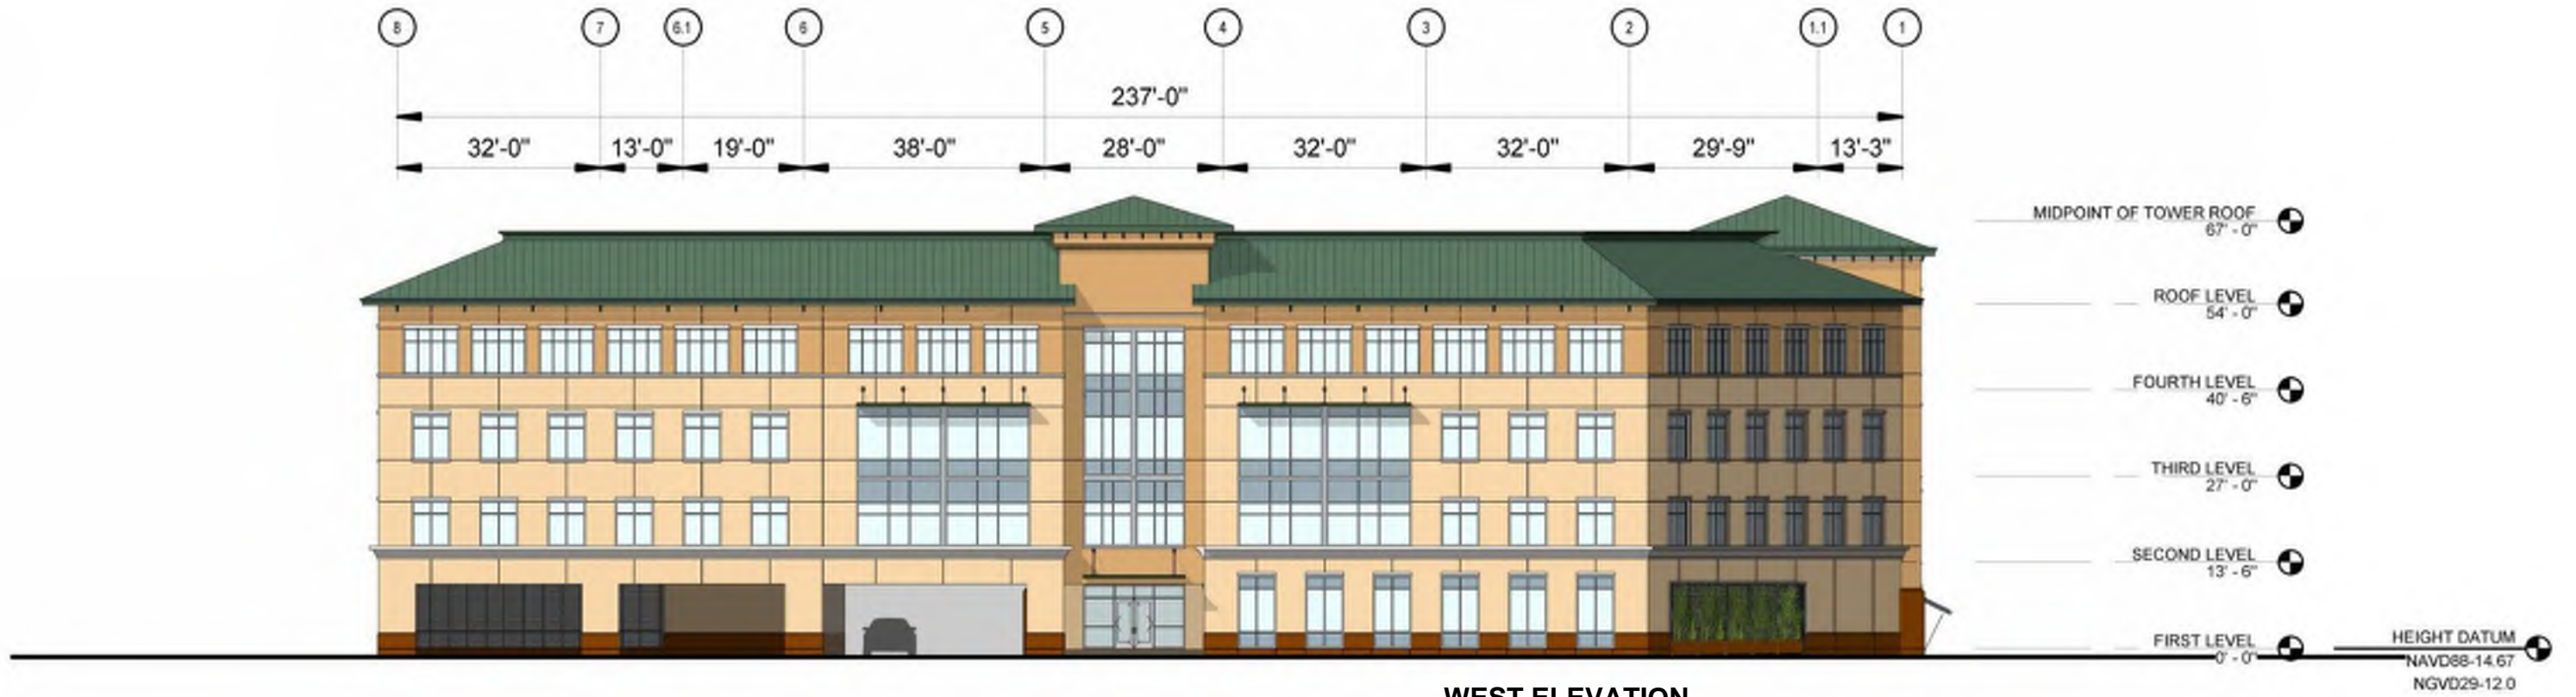 8 7 6.1 6 5 4 3 2 1.1 1
237'-0"
32'-0" 13'-0" 19'-0" 38'-0" 28'-0" 32'-0" 32'-0" 29'-9" 13'-3"
MIDPOINT OF TOWER ROOF
67' - 0"
ROOF LEVEL
54' - 0"
FOURTH LEVEL
40' - 6"
THIRD LEVEL
27' - 0"
SECOND LEVEL
13' - 6"
FIRST LEVEL
0' - 0"
HEIGHT DATUM
NAVD88-14.67
NGVD29-12.0
WEST ELEVATION